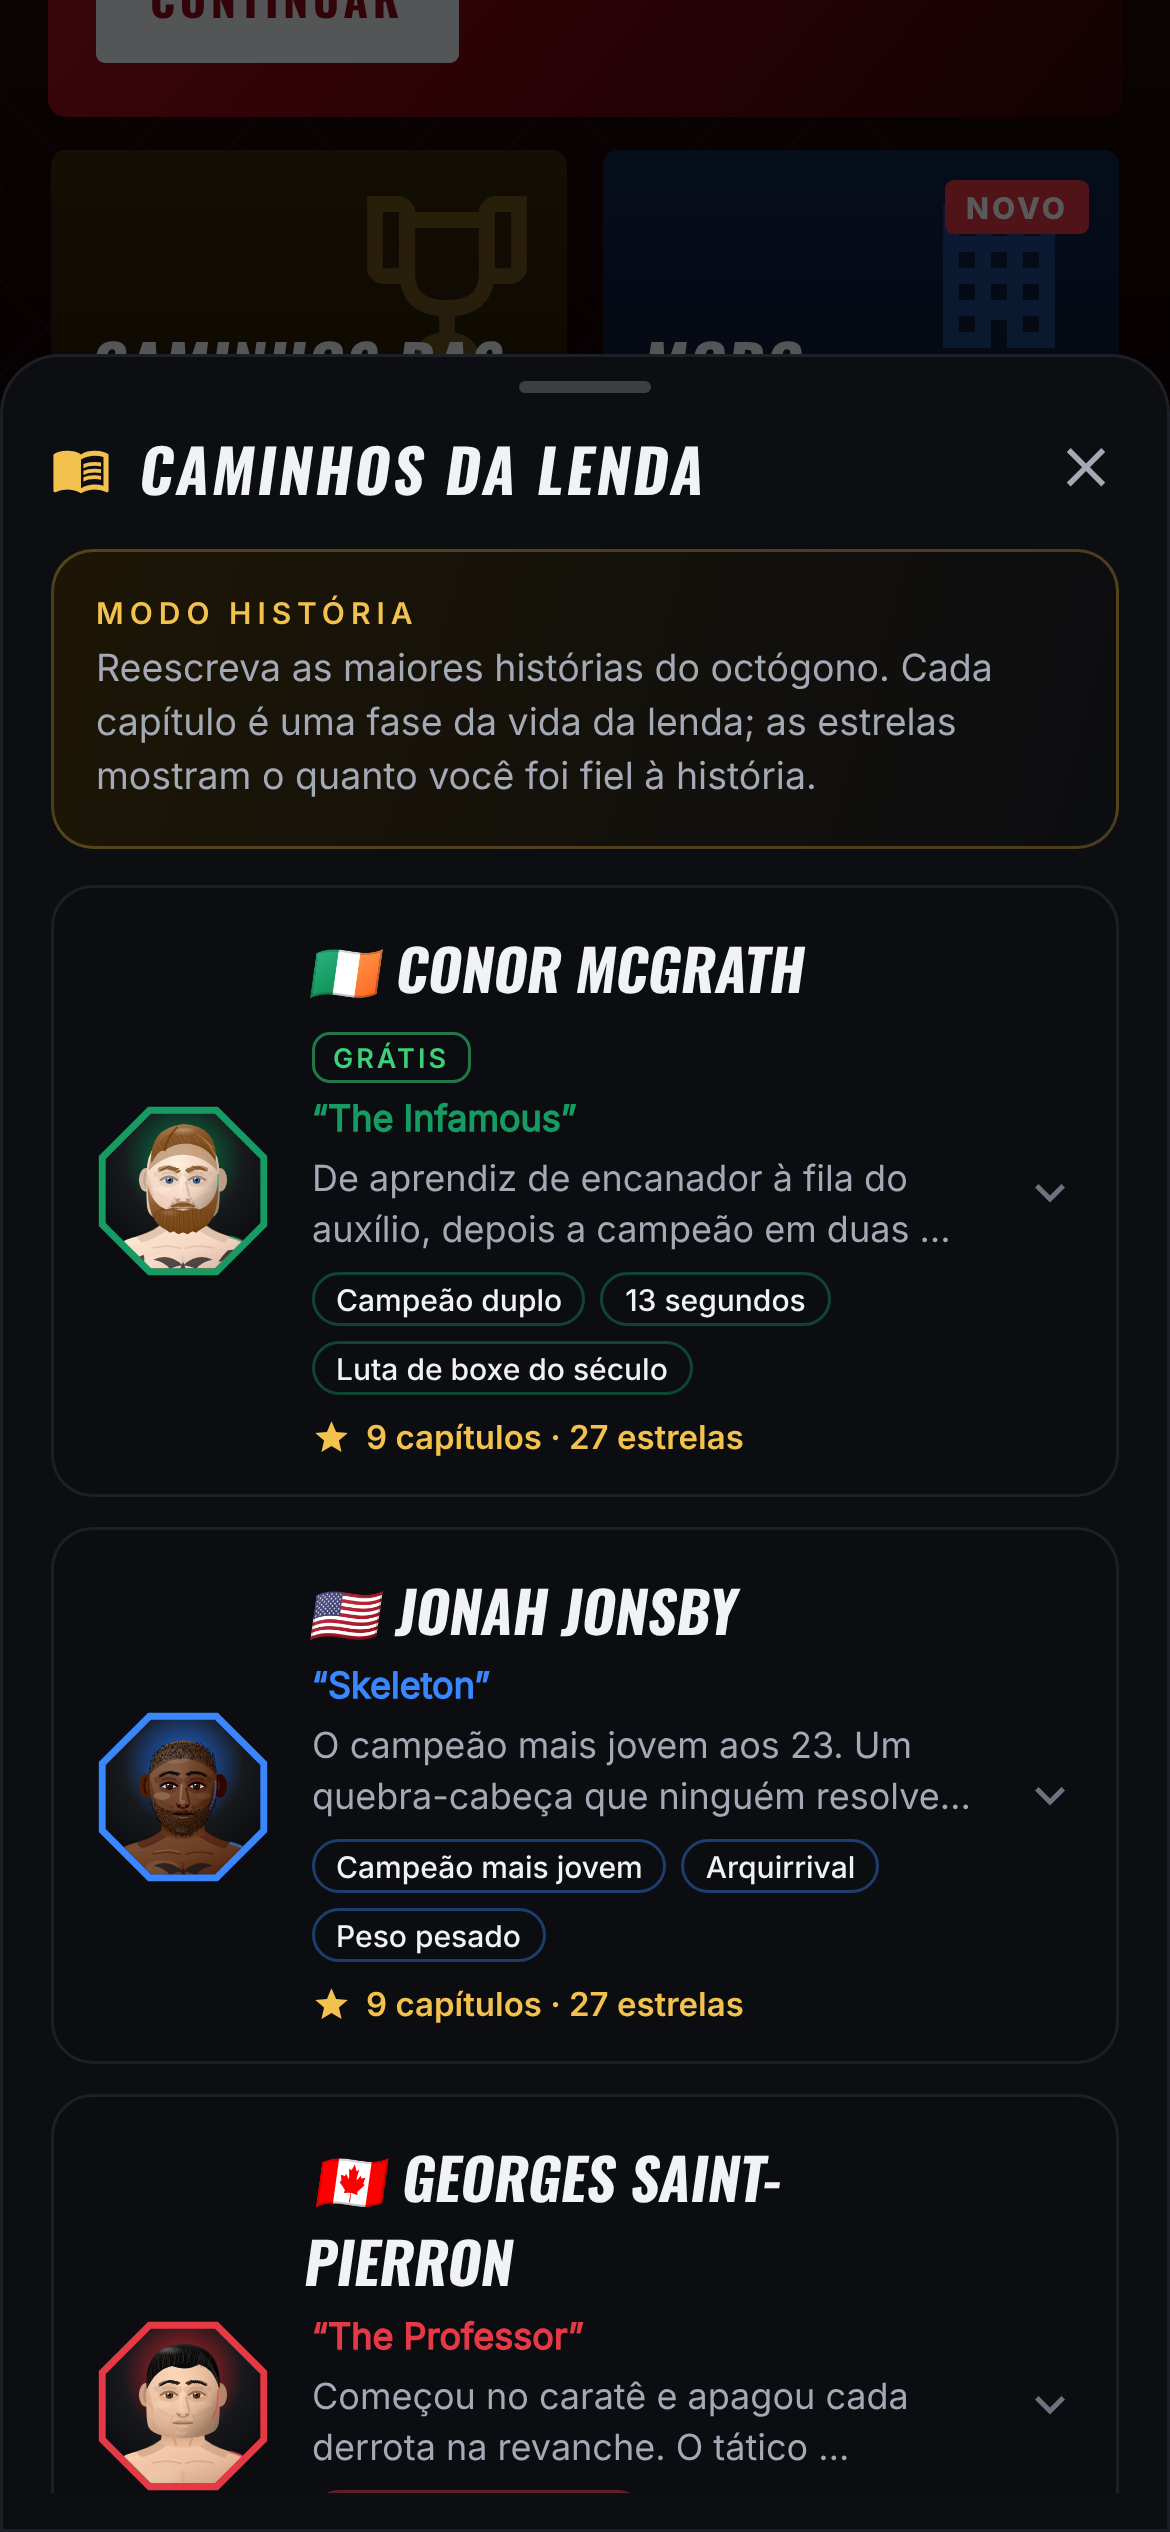 CONTINUAR
NOVO
CAMINHOS DAS
MODO
CAMINHOS DA LENDA
MODO HISTÓRIA
Reescreva as maiores histórias do octógono. Cada
capítulo é uma fase da vida da lenda; as estrelas
mostram o quanto você foi fiel à história.
CONOR MCGRATH
GRÁTIS
“The Infamous”
De aprendiz de encanador à fila do
auxílio, depois a campeão em duas ...
Campeão duplo
13 segundos
Luta de boxe do século
9 capítulos · 27 estrelas
JONAH JONSBY
“Skeleton”
O campeão mais jovem aos 23. Um
quebra-cabeça que ninguém resolve...
Campeão mais jovem
Arquirrival
Peso pesado
9 capítulos · 27 estrelas
GEORGES SAINT-
PIERRON
“The Professor”
Começou no caratê e apagou cada
derrota na revanche. O tático ...